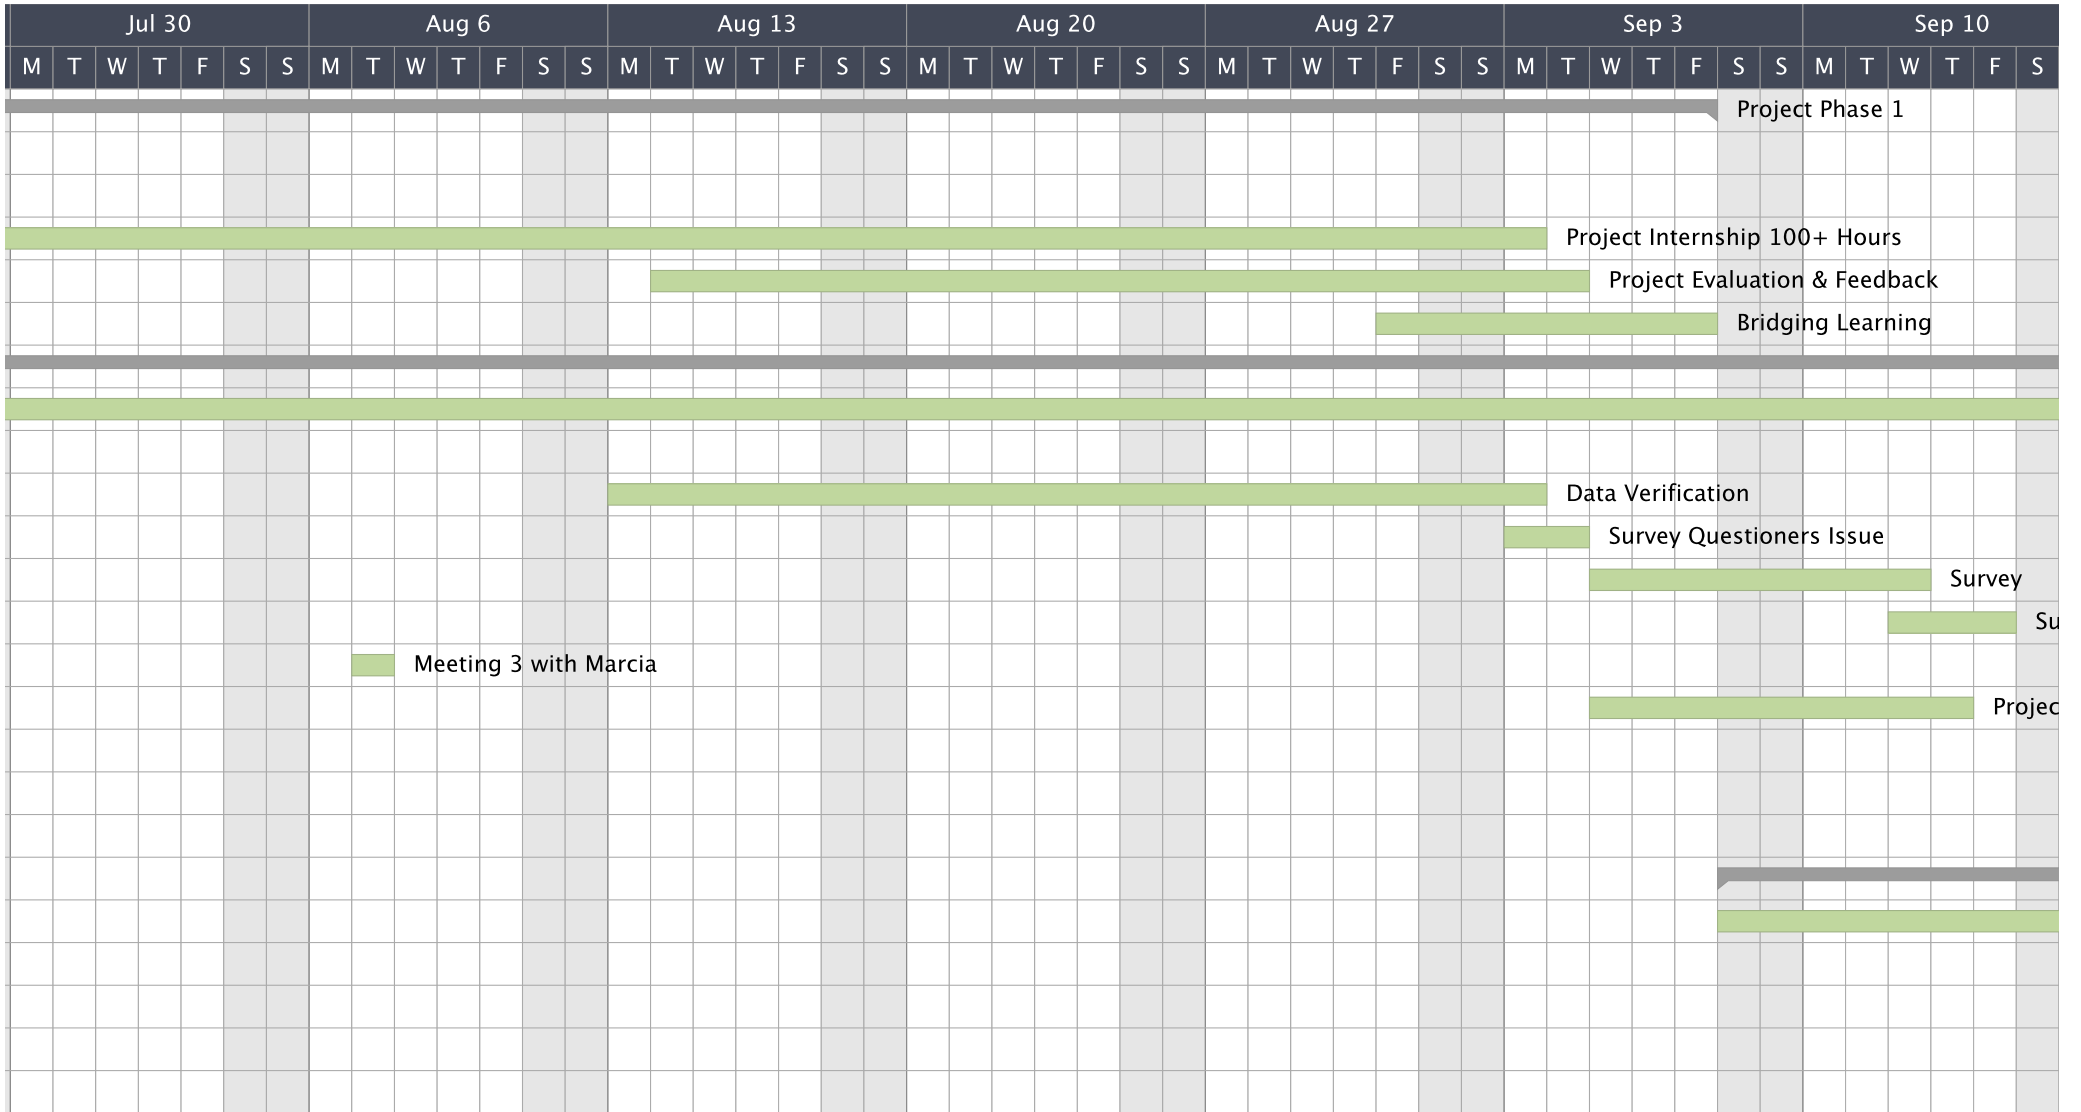 Jul 30 Aug 6 Aug 13 Aug 20 Aug 27 Sep 3 Sep 10
M T W T F S S M T W T F S S M T W T F S S M T W T F S S M T W T F S S M T W T F S S M T W T F S
Project Phase 1
Project Internship 100+ Hours
Project Evaluation & Feedback
Bridging Learning
Data Verification
Survey Questioners Issue
Survey
Su
Meeting 3 with Marcia
Projec